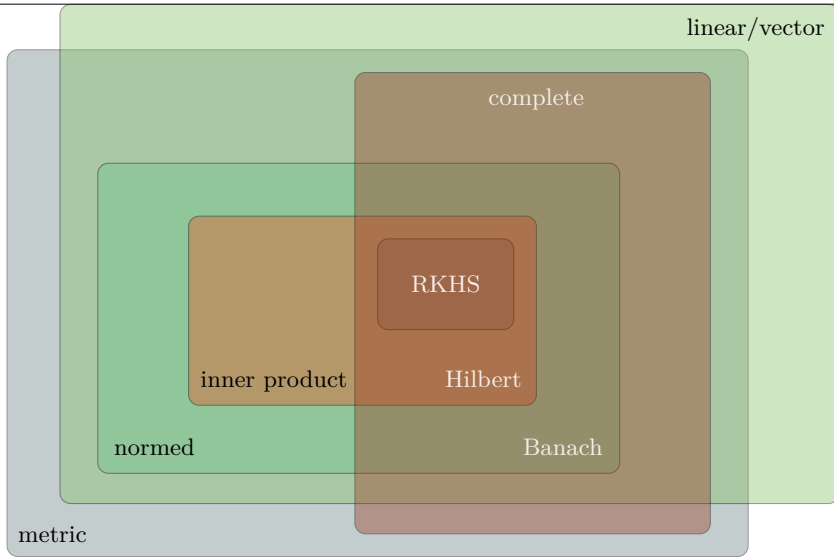 linear/vector
complete
RKHS
inner product
Hilbert
normed
Banach
metric